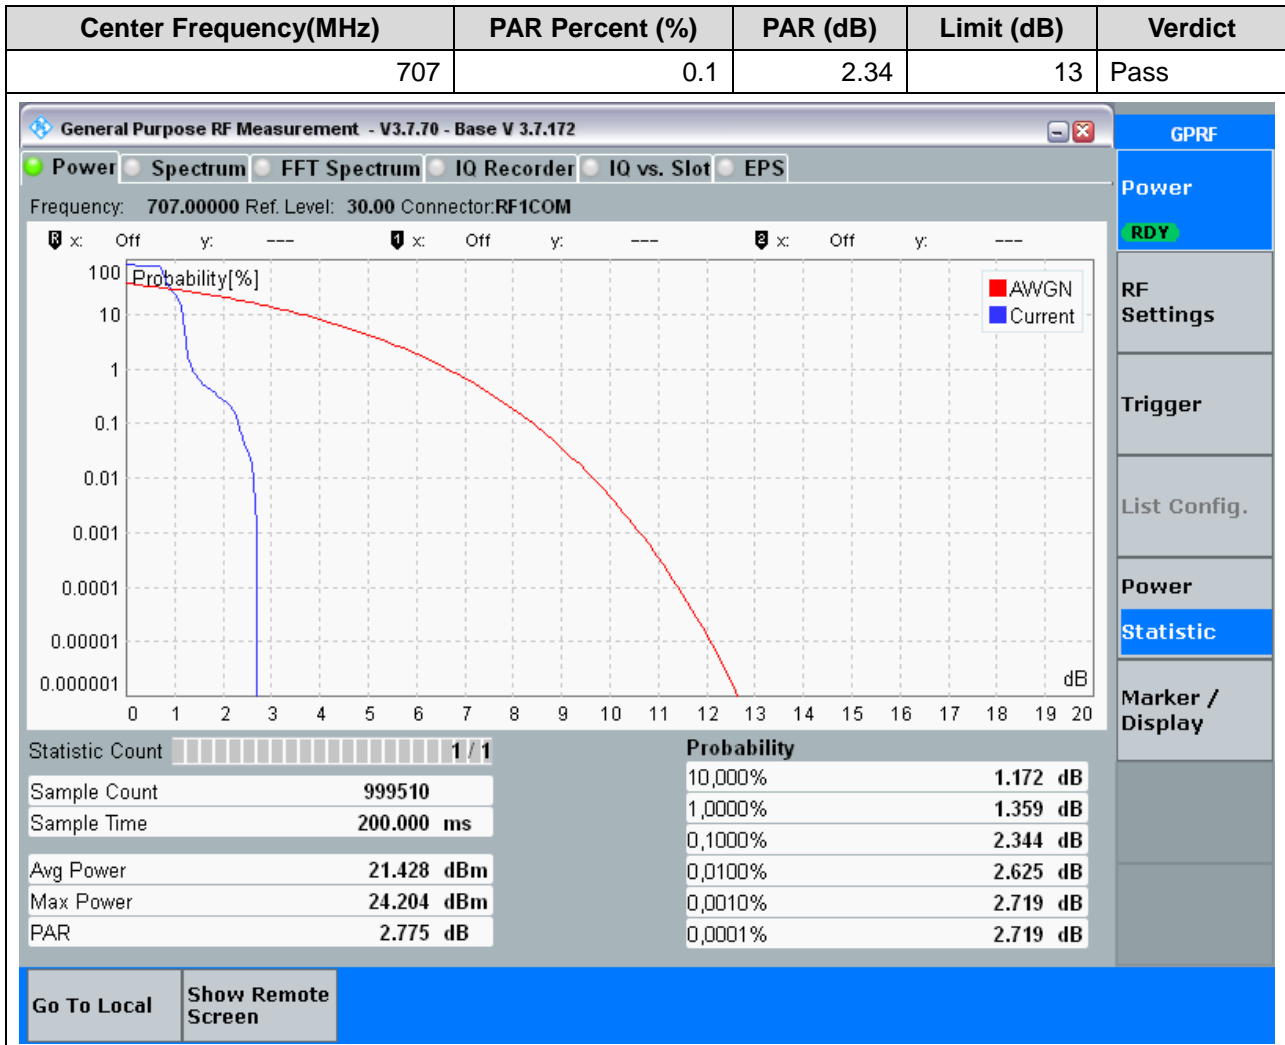 Center Frequency(MHz) PAR Percent (%) PAR (dB) Limit (dB) Verdict
707 0.1 2.34 13 Pass
General Purpose RF Measurement - V3.7.70 - Base V 3.7.172
GPRF
Power Spectrum FFT Spectrum IQ Recorder IQ vs. Slot EPS
Frequency: 707.00000 Ref. Level: 30.00 Connector:RF1COM
R x: Off y: --- 1 x: Off y: --- 2 x: Off y: ---
Probability[%]
AWGN
Current
100
10
1
0.1
0.01
0.001
0.0001
0.00001
0.000001
dB
0 1 2 3 4 5 6 7 8 9 10 11 12 13 14 15 16 17 18 19 20
Statistic Count 1 / 1
Sample Count 999510
Sample Time 200.000 ms
Avg Power 21.428 dBm
Max Power 24.204 dBm
PAR 2.775 dB
Probability
10,000% 1.172 dB
1,0000% 1.359 dB
0,1000% 2.344 dB
0,0100% 2.625 dB
0,0010% 2.719 dB
0,0001% 2.719 dB
Power
RDY
RF
Settings
Trigger
List Config.
Power
Statistic
Marker /
Display
Go To Local
Show Remote
Screen